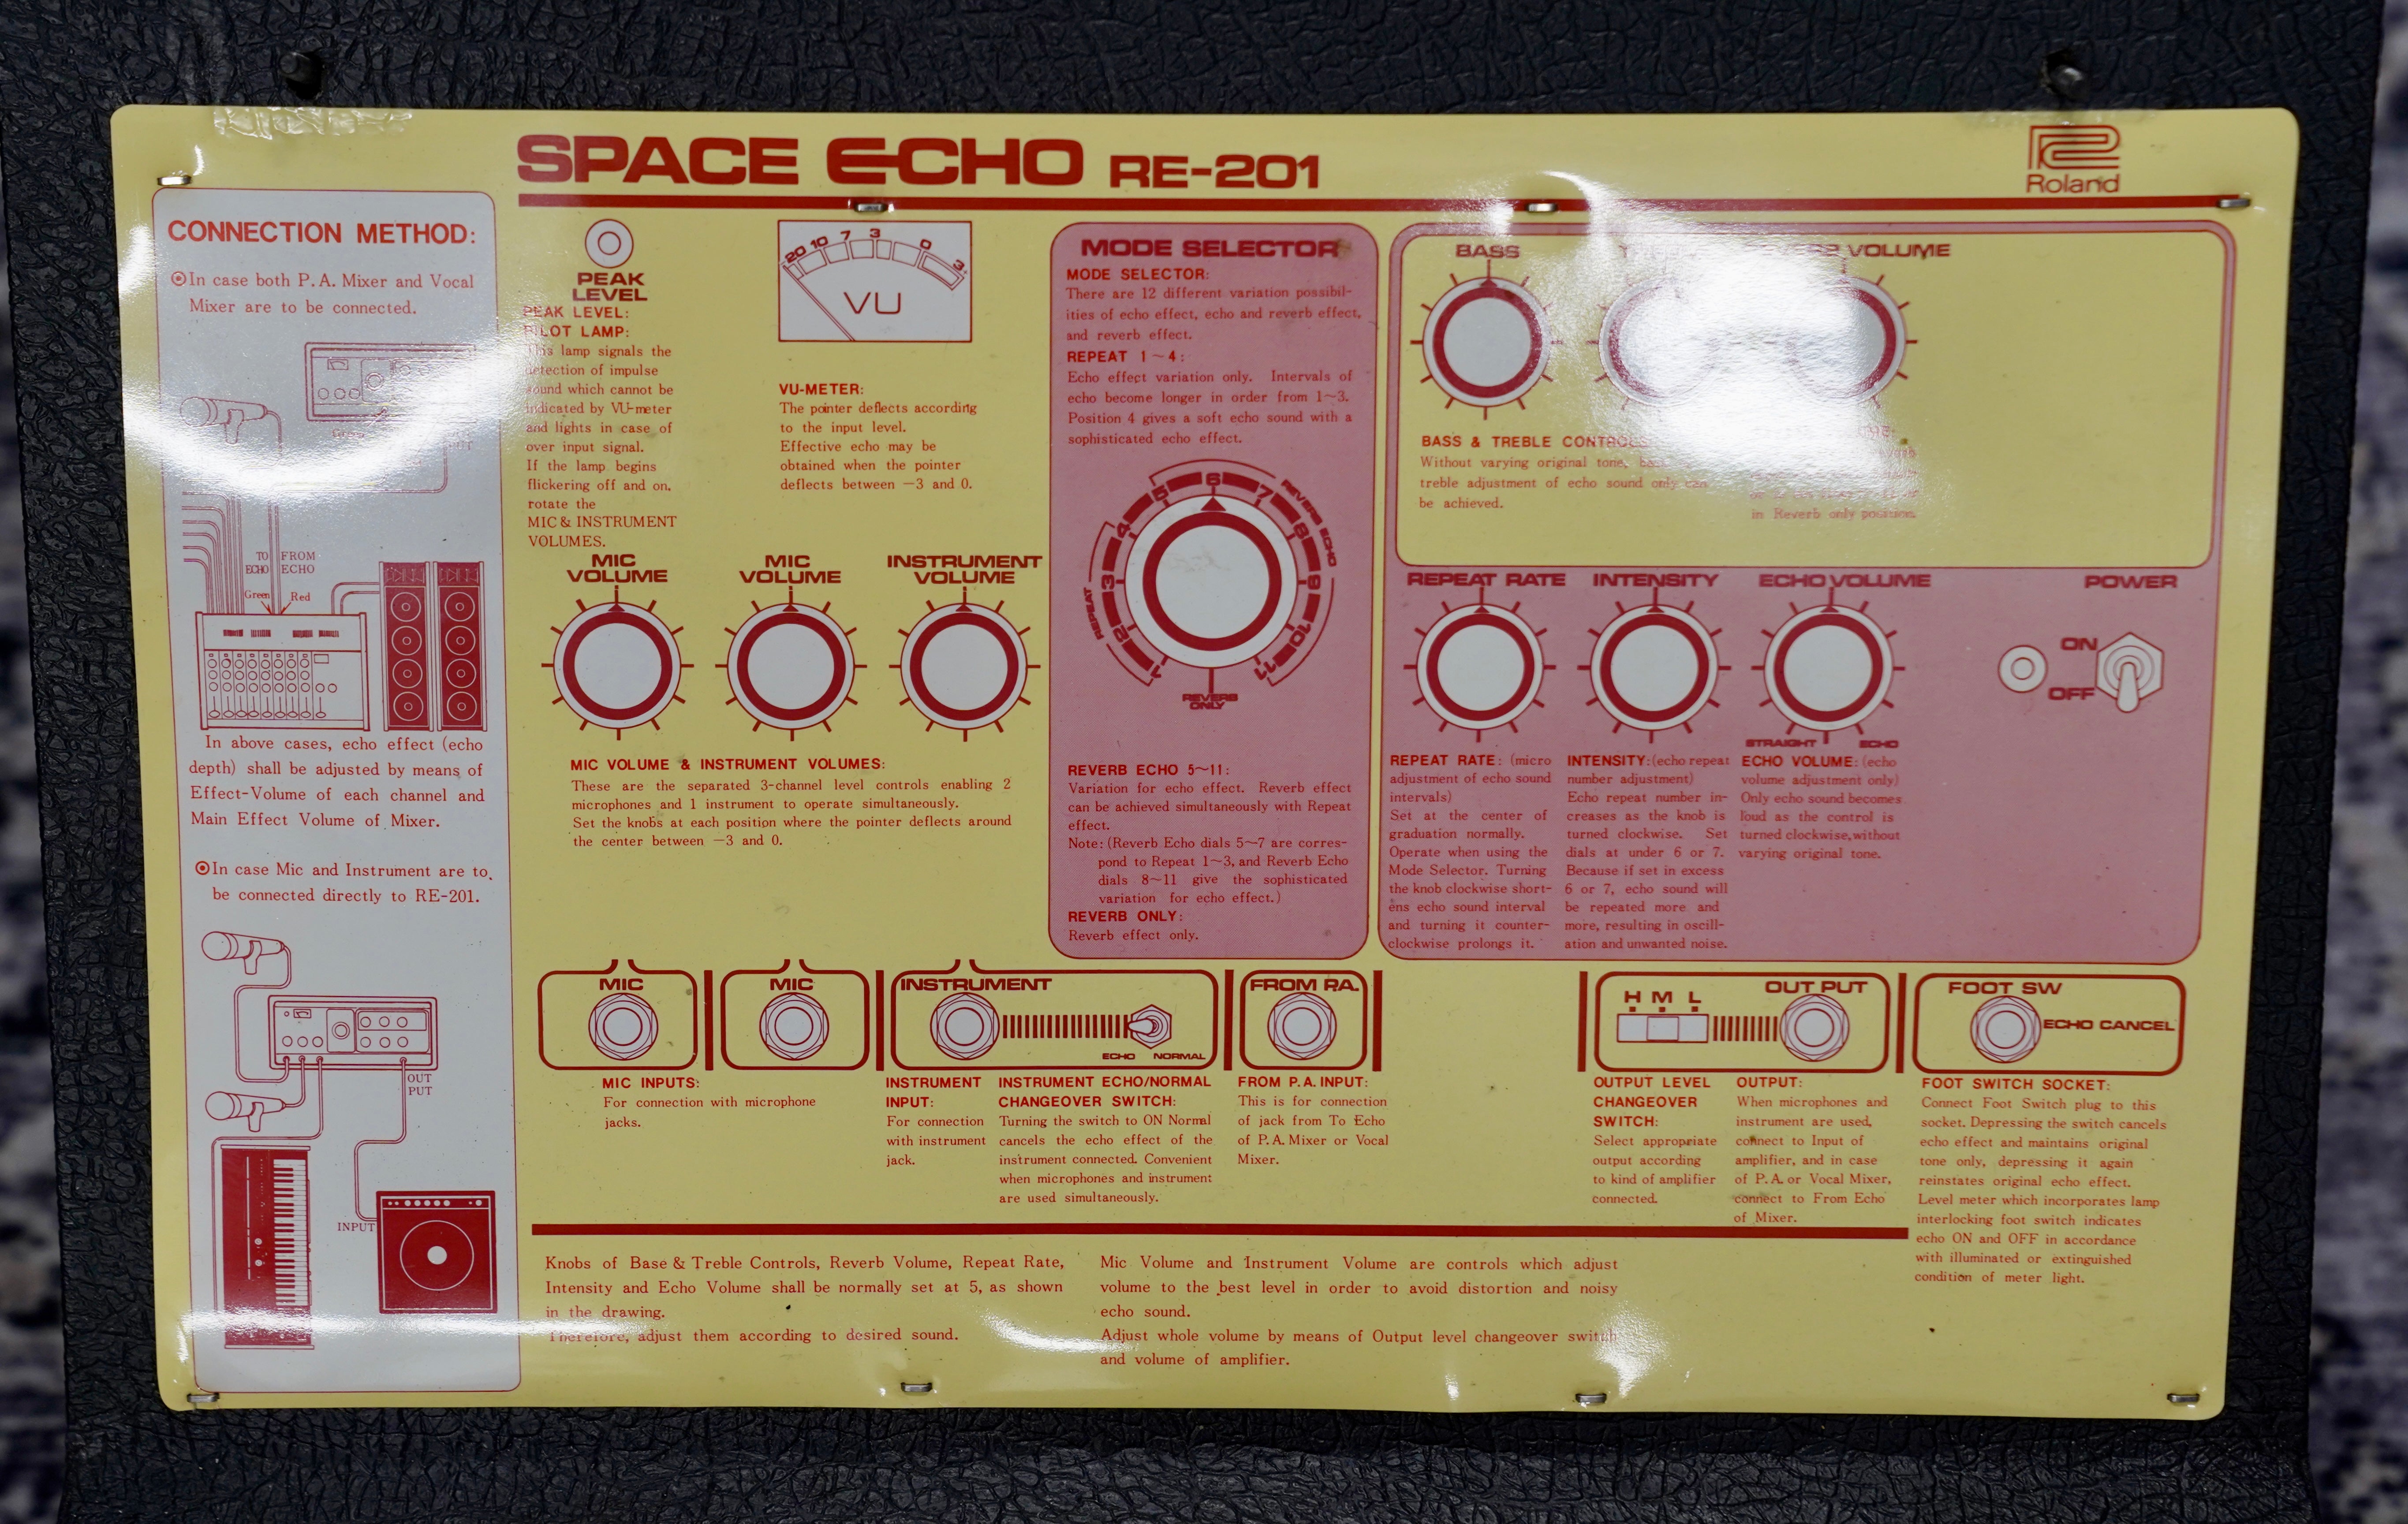 SPACE ECHO RE-201
Roland
CONNECTION METHOD:
In case both P.A. Mixer and Vocal
Mixer are to be connected.
TO FROM
ECHO ECHO
Green Red
In above cases, echo effect (echo
depth) shall be adjusted by means of
Effect-Volume of each channel and
Main Effect Volume of Mixer.
In case Mic and Instrument are to
be connected directly to RE-201.
OUT
PUT
INPUT
PEAK
LEVEL
PEAK LEVEL:
PILOT LAMP:
This lamp signals the
detection of impulse
sound which cannot be
indicated by VU-meter
and lights in case of
over input signal.
If the lamp begins
flickering off and on,
rotate the
MIC & INSTRUMENT
VOLUMES.
20 10 7 3 0 3
VU
VU-METER:
The pointer deflects according
to the input level.
Effective echo may be
obtained when the pointer
deflects between −3 and 0.
MIC
VOLUME
MIC
VOLUME
INSTRUMENT
VOLUME
MIC VOLUME & INSTRUMENT VOLUMES:
These are the separated 3-channel level controls enabling 2
microphones and 1 instrument to operate simultaneously.
Set the knobs at each position where the pointer deflects around
the center between −3 and 0.
MODE SELECTOR
MODE SELECTOR:
There are 12 different variation possibil-
ities of echo effect, echo and reverb effect,
and reverb effect.
REPEAT 1~4:
Echo effect variation only. Intervals of
echo become longer in order from 1~3.
Position 4 gives a soft echo sound with a
sophisticated echo effect.
1 2 3 4 5 6 7 8 9 10 11
REPEAT
REVERB ECHO
REVERB
ONLY
REVERB ECHO 5~11:
Variation for echo effect. Reverb effect
can be achieved simultaneously with Repeat
effect.
Note: (Reverb Echo dials 5~7 are corres-
pond to Repeat 1~3, and Reverb Echo
dials 8~11 give the sophisticated
variation for echo effect.)
REVERB ONLY:
Reverb effect only.
BASS
VOLUME
BASS & TREBLE CONTROLS
Without varying original tone,
treble adjustment of echo sound only can
be achieved.
in Reverb only position.
REPEAT RATE
INTENSITY
ECHO VOLUME
POWER
ON
OFF
STRAIGHT ECHO
REPEAT RATE: (micro
adjustment of echo sound
intervals)
Set at the center of
graduation normally.
Operate when using the
Mode Selector. Turning
the knob clockwise short-
ens echo sound interval
and turning it counter-
clockwise prolongs it.
INTENSITY: (echo repeat
number adjustment)
Echo repeat number in-
creases as the knob is
turned clockwise. Set
dials at under 6 or 7.
Because if set in excess
6 or 7, echo sound will
be repeated more and
more, resulting in oscill-
ation and unwanted noise.
ECHO VOLUME: (echo
volume adjustment only)
Only echo sound becomes
loud as the control is
turned clockwise, without
varying original tone.
MIC
MIC
INSTRUMENT
ECHO NORMAL
FROM P.A.
H M L
OUT PUT
FOOT SW
ECHO CANCEL
MIC INPUTS:
For connection with microphone
jacks.
INSTRUMENT
INPUT:
For connection
with instrument
jack.
INSTRUMENT ECHO/NORMAL
CHANGEOVER SWITCH:
Turning the switch to ON Normal
cancels the echo effect of the
instrument connected. Convenient
when microphones and instrument
are used simultaneously.
FROM P.A. INPUT:
This is for connection
of jack from To Echo
of P.A. Mixer or Vocal
Mixer.
OUTPUT LEVEL
CHANGEOVER
SWITCH:
Select appropriate
output according
to kind of amplifier
connected.
OUTPUT:
When microphones and
instrument are used,
connect to Input of
amplifier, and in case
of P.A. or Vocal Mixer,
connect to From Echo
of Mixer.
FOOT SWITCH SOCKET:
Connect Foot Switch plug to this
socket. Depressing the switch cancels
echo effect and maintains original
tone only, depressing it again
reinstates original echo effect.
Level meter which incorporates lamp
interlocking foot switch indicates
echo ON and OFF in accordance
with illuminated or extinguished
condition of meter light.
Knobs of Base & Treble Controls, Reverb Volume, Repeat Rate,
Intensity and Echo Volume shall be normally set at 5, as shown
in the drawing.
Therefore, adjust them according to desired sound.
Mic Volume and Instrument Volume are controls which adjust
volume to the best level in order to avoid distortion and noisy
echo sound.
Adjust whole volume by means of Output level changeover switch
and volume of amplifier.